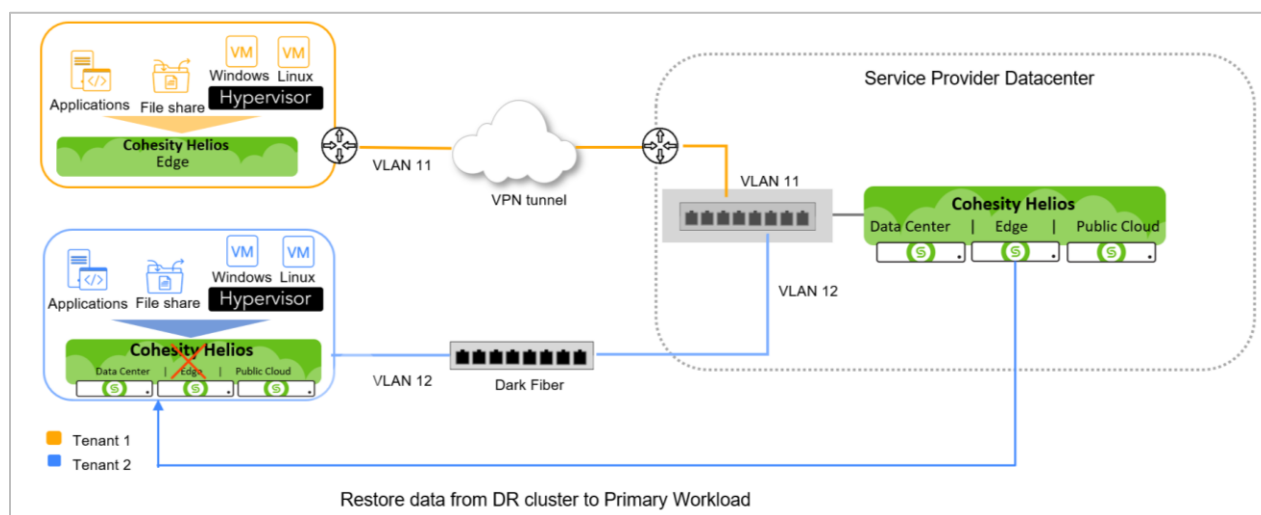 VM
VM
Windows
Linux
Applications
File share
Hypervisor
Cohesity Helios
Edge
VLAN 11
VPN tunnel
Service Provider Datacenter
VLAN 11
Cohesity Helios
Data Center | Edge | Public Cloud
VLAN 12
VM
VM
Windows
Linux
Applications
File share
Hypervisor
Cohesity Helios
Data Center | Edge | Public Cloud
VLAN 12
Dark Fiber
Tenant 1
Tenant 2
Restore data from DR cluster to Primary Workload